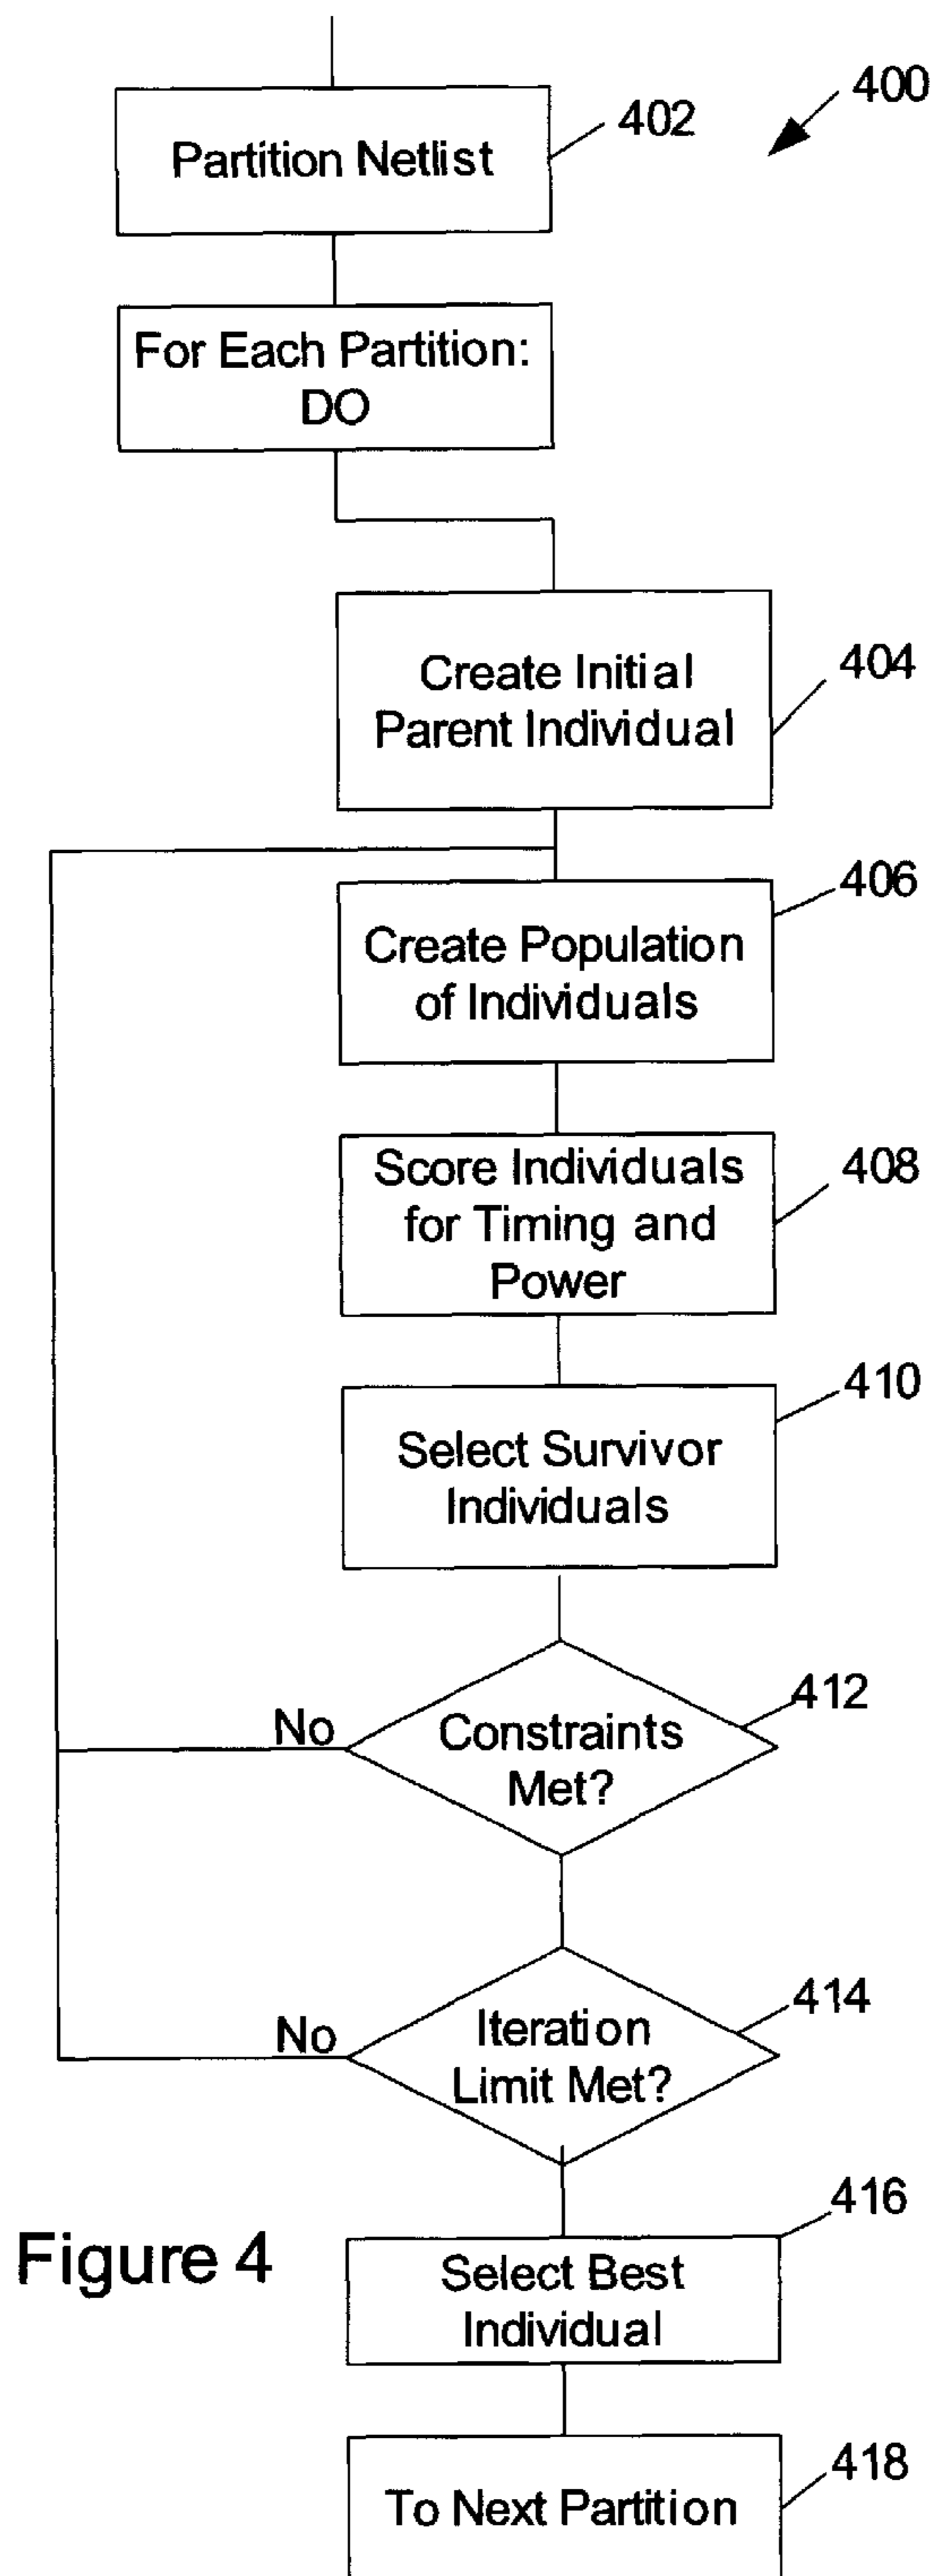 400
Partition Netlist
402
For Each Partition:
DO
Create Initial
Parent Individual
404
Create Population
of Individuals
406
Score Individuals
for Timing and
Power
408
Select Survivor
Individuals
410
Constraints
Met?
412
No
Iteration
Limit Met?
414
No
Select Best
Individual
416
Figure 4
To Next Partition
418